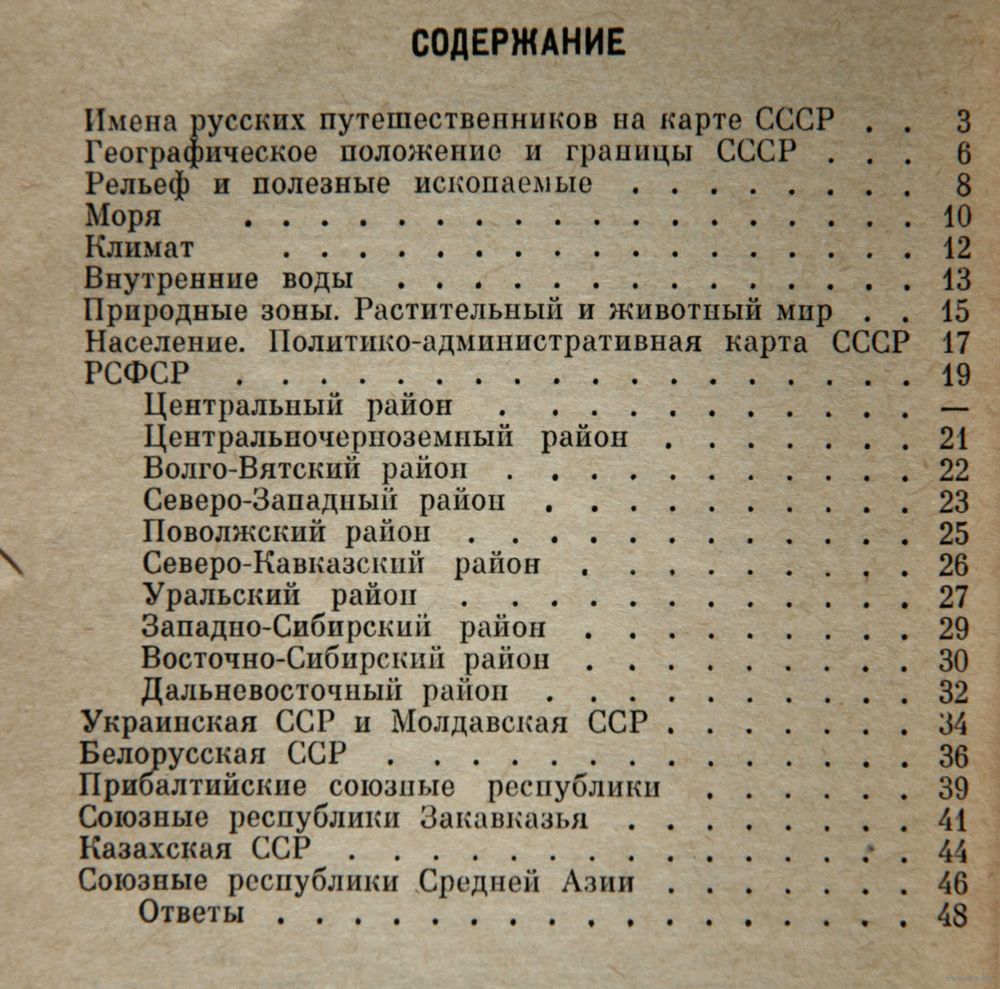 СОДЕРЖАНИЕ
Имена русских путешественников на карте СССР . . 3
Географическое положение и границы СССР . . . 6
Рельеф и полезные ископаемые . . . . . . . . 8
Моря . . . . . . . . . . . . . . . . . . 10
Климат . . . . . . . . . . . . . . . . . 12
Внутренние воды . . . . . . . . . . . . . . 13
Природные зоны. Растительный и животный мир . . 15
Население. Политико-административная карта СССР 17
РСФСР . . . . . . . . . . . . . . . . . . 19
Центральный район . . . . . . . . . . . —
Центральночерноземный район . . . . . . . 21
Волго-Вятский район . . . . . . . . . . . 22
Северо-Западный район . . . . . . . . . 23
Поволжский район . . . . . . . . . . . . 25
Северо-Кавказский район . . . . . . . . . 26
Уральский район . . . . . . . . . . . . 27
Западно-Сибирский район . . . . . . . . . 29
Восточно-Сибирский район . . . . . . . . . 30
Дальневосточный район . . . . . . . . . . 32
Украинская ССР и Молдавская ССР . . . . . . . 34
Белорусская ССР . . . . . . . . . . . . . . 36
Прибалтийские союзные республики . . . . . . 39
Союзные республики Закавказья . . . . . . . . 41
Казахская ССР . . . . . . . . . . . . . . . 44
Союзные республики Средней Азии . . . . . . . 46
Ответы . . . . . . . . . . . . . . . . . 48